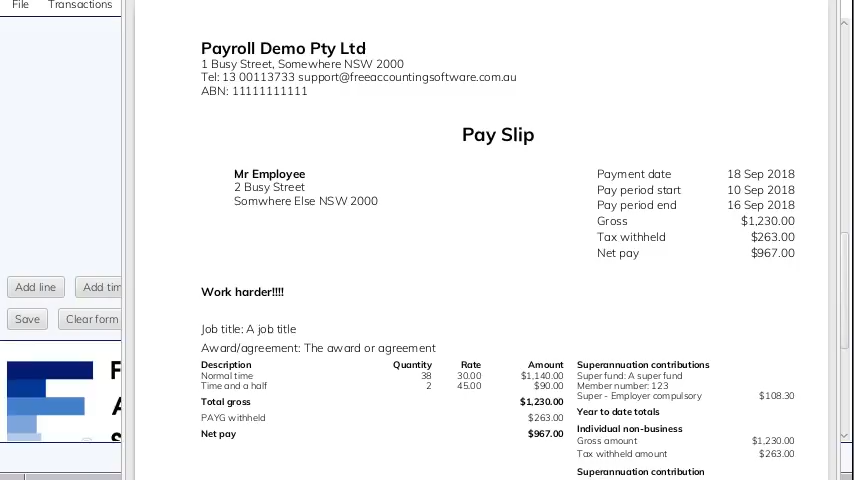 File Transactions
Payroll Demo Pty Ltd
1 Busy Street, Somewhere NSW 2000
Tel: 13 00113733 support@freeaccountingsoftware.com.au
ABN: 11111111111
Pay Slip
Mr Employee
2 Busy Street
Somwhere Else NSW 2000
Payment date 18 Sep 2018
Pay period start 10 Sep 2018
Pay period end 16 Sep 2018
Gross $1,230.00
Tax withheld $263.00
Net pay $967.00
Add line Add tim
Work harder!!!!
Save Clear form
Job title: A job title
Award/agreement: The award or agreement
Description Quantity Rate Amount
Normal time 38 30.00 $1,140.00
Time and a half 2 45.00 $90.00
Total gross $1,230.00
PAYG withheld $263.00
Net pay $967.00
Superannuation contributions
Super fund: A super fund
Member number: 123
Super - Employer compulsory $108.30
Year to date totals
Individual non-business
Gross amount $1,230.00
Tax withheld amount $263.00
Superannuation contribution
F